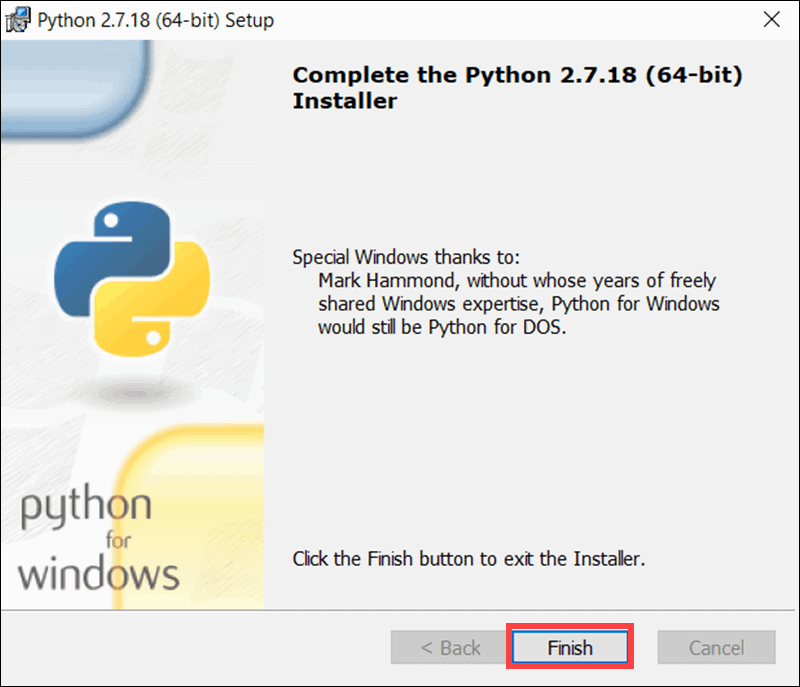 Python 2.7.18 (64-bit) Setup
Complete the Python 2.7.18 (64-bit)
Installer
Special Windows thanks to:
Mark Hammond, without whose years of freely
shared Windows expertise, Python for Windows
would still be Python for DOS.
python
for
windows
Click the Finish button to exit the Installer.
< Back
Finish
Cancel